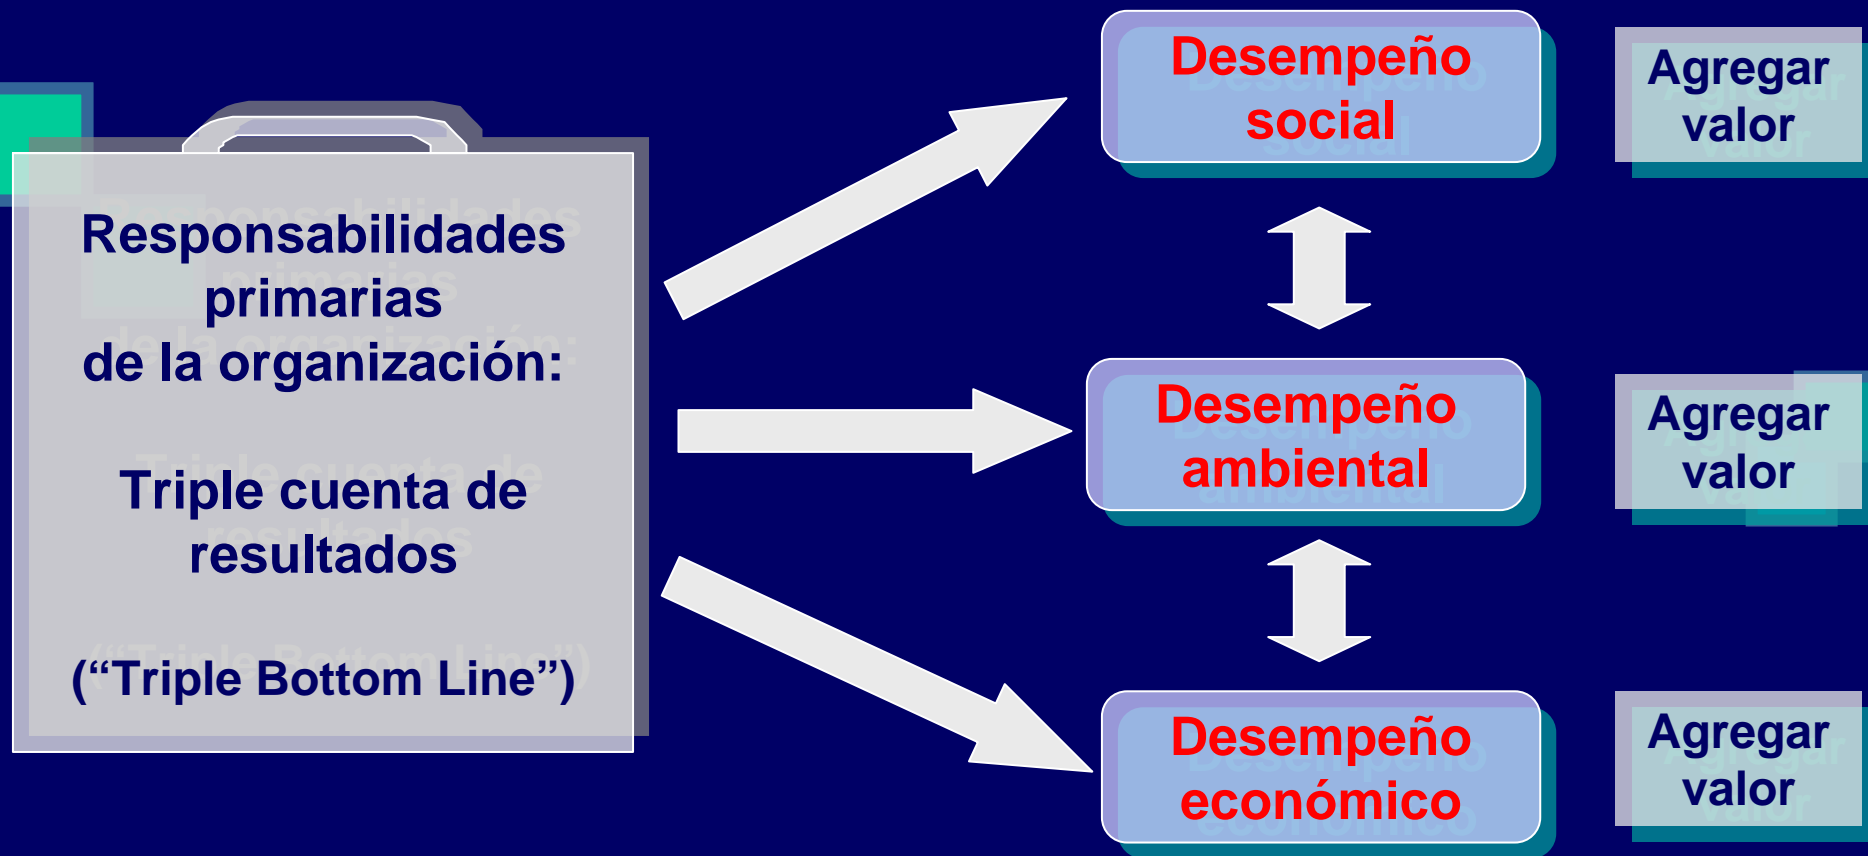 Responsabilidades
primarias
de la organización:
Triple cuenta de
resultados
(“Triple Bottom Line”)
Desempeño
social
Agregar
valor
Desempeño
ambiental
Agregar
valor
Desempeño
económico
Agregar
valor